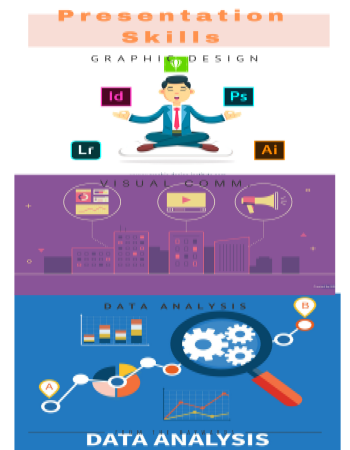 Presentation
Skills
GRAPHIC DESIGN
Id
Ps
Lr
Ai
VISUAL COMM
DATA ANALYSIS
B
A
DATA ANALYSIS